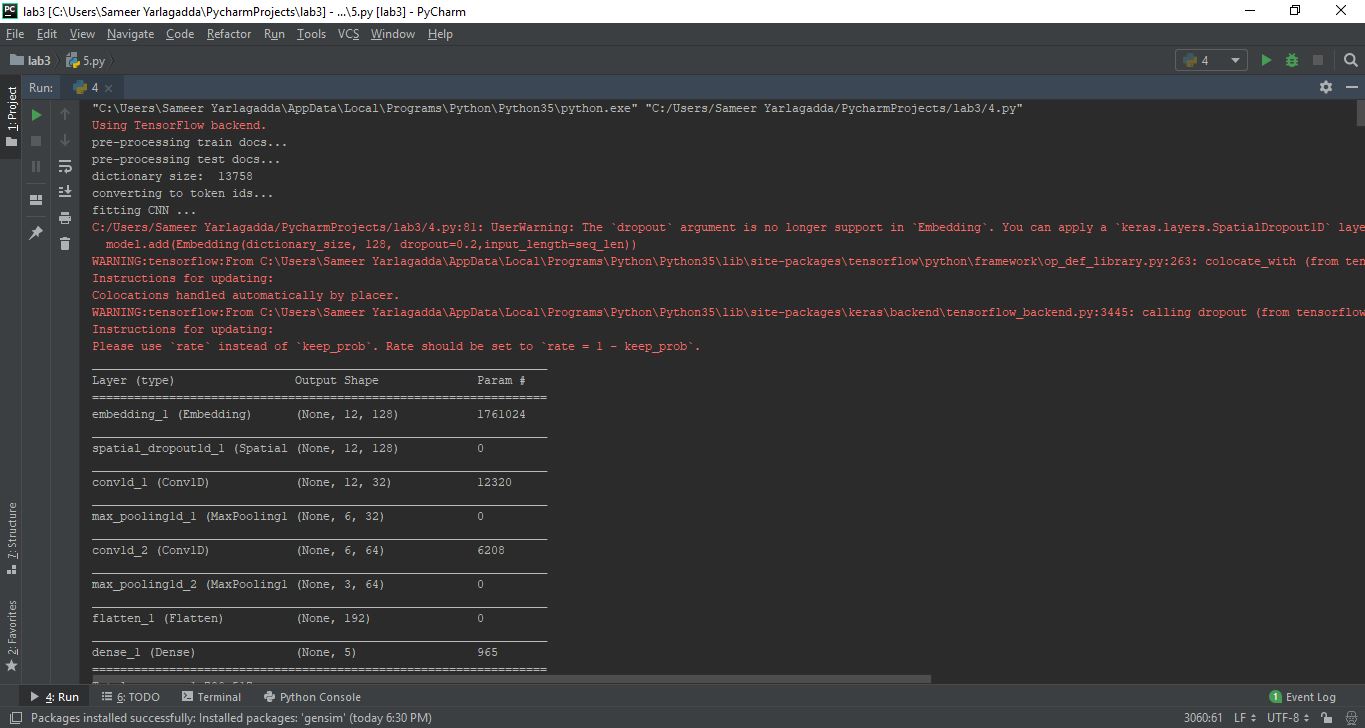 lab3 [C:\Users\Sameer Yarlagadda\PycharmProjects\lab3] - ...\5.py [lab3] - PyCharm
File Edit View Navigate Code Refactor Run Tools VCS Window Help
lab3 5.py 4
Run: 4
1: Project
"C:\Users\Sameer Yarlagadda\AppData\Local\Programs\Python\Python35\python.exe" "C:/Users/Sameer Yarlagadda/PycharmProjects/lab3/4.py"
Using TensorFlow backend.
pre-processing train docs...
pre-processing test docs...
dictionary size:  13758
converting to token ids...
fitting CNN ...
C:/Users/Sameer Yarlagadda/PycharmProjects/lab3/4.py:81: UserWarning: The `dropout` argument is no longer support in `Embedding`. You can apply a `keras.layers.SpatialDropout1D` laye
model.add(Embedding(dictionary_size, 128, dropout=0.2,input_length=seq_len))
WARNING:tensorflow:From C:\Users\Sameer Yarlagadda\AppData\Local\Programs\Python\Python35\lib\site-packages\tensorflow\python\framework\op_def_library.py:263: colocate_with (from ten
Instructions for updating:
Colocations handled automatically by placer.
WARNING:tensorflow:From C:\Users\Sameer Yarlagadda\AppData\Local\Programs\Python\Python35\lib\site-packages\keras\backend\tensorflow_backend.py:3445: calling dropout (from tensorflow
Instructions for updating:
Please use `rate` instead of `keep_prob`. Rate should be set to `rate = 1 - keep_prob`.
Layer (type) Output Shape Param #
embedding_1 (Embedding) (None, 12, 128) 1761024
spatial_dropout1d_1 (Spatial (None, 12, 128) 0
conv1d_1 (Conv1D) (None, 12, 32) 12320
max_pooling1d_1 (MaxPooling1 (None, 6, 32) 0
conv1d_2 (Conv1D) (None, 6, 64) 6208
max_pooling1d_2 (MaxPooling1 (None, 3, 64) 0
flatten_1 (Flatten) (None, 192) 0
dense_1 (Dense) (None, 5) 965
7: Structure
2: Favorites
4: Run 6: TODO Terminal Python Console 1 Event Log
Packages installed successfully: Installed packages: 'gensim' (today 6:30 PM) 3060:61 LF UTF-8